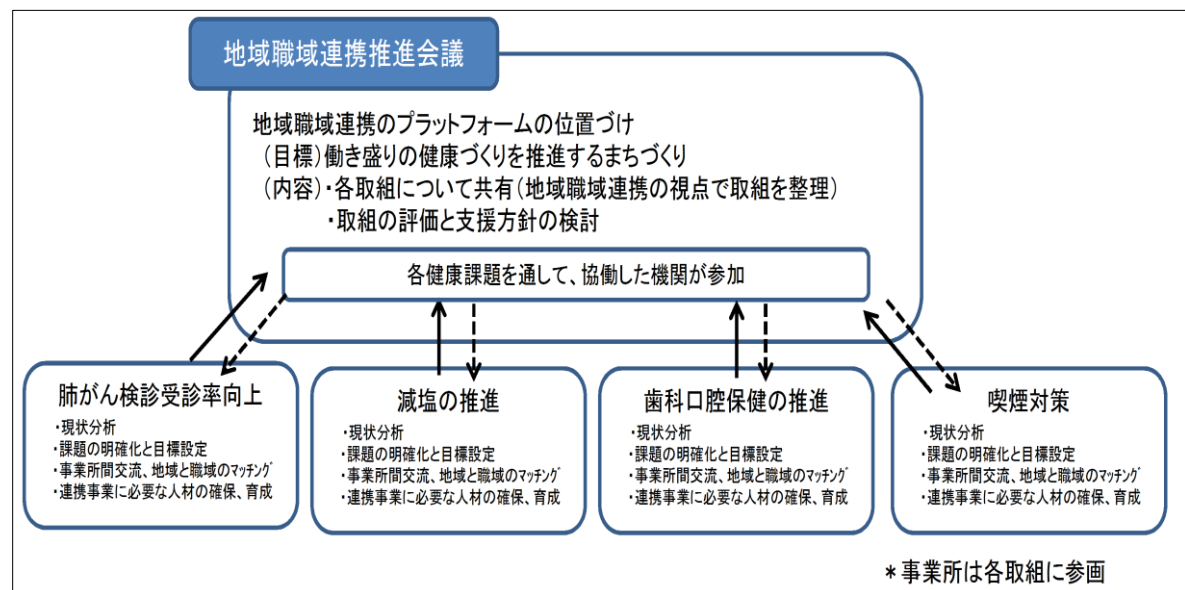 地域職域連携推進会議
地域職域連携のプラットフォームの位置づけ
(目標)働き盛りの健康づくりを推進するまちづくり
(内容)・各取組について共有(地域職域連携の視点で取組を整理)
・取組の評価と支援方針の検討
各健康課題を通して、協働した機関が参加
肺がん検診受診率向上
・現状分析
・課題の明確化と目標設定
・事業所間交流、地域と職域のマッチング
・連携事業に必要な人材の確保、育成
減塩の推進
・現状分析
・課題の明確化と目標設定
・事業所間交流、地域と職域のマッチング
・連携事業に必要な人材の確保、育成
歯科口腔保健の推進
・現状分析
・課題の明確化と目標設定
・事業所間交流、地域と職域のマッチング
・連携事業に必要な人材の確保、育成
喫煙対策
・現状分析
・課題の明確化と目標設定
・事業所間交流、地域と職域のマッチング
・連携事業に必要な人材の確保、育成
*事業所は各取組に参画